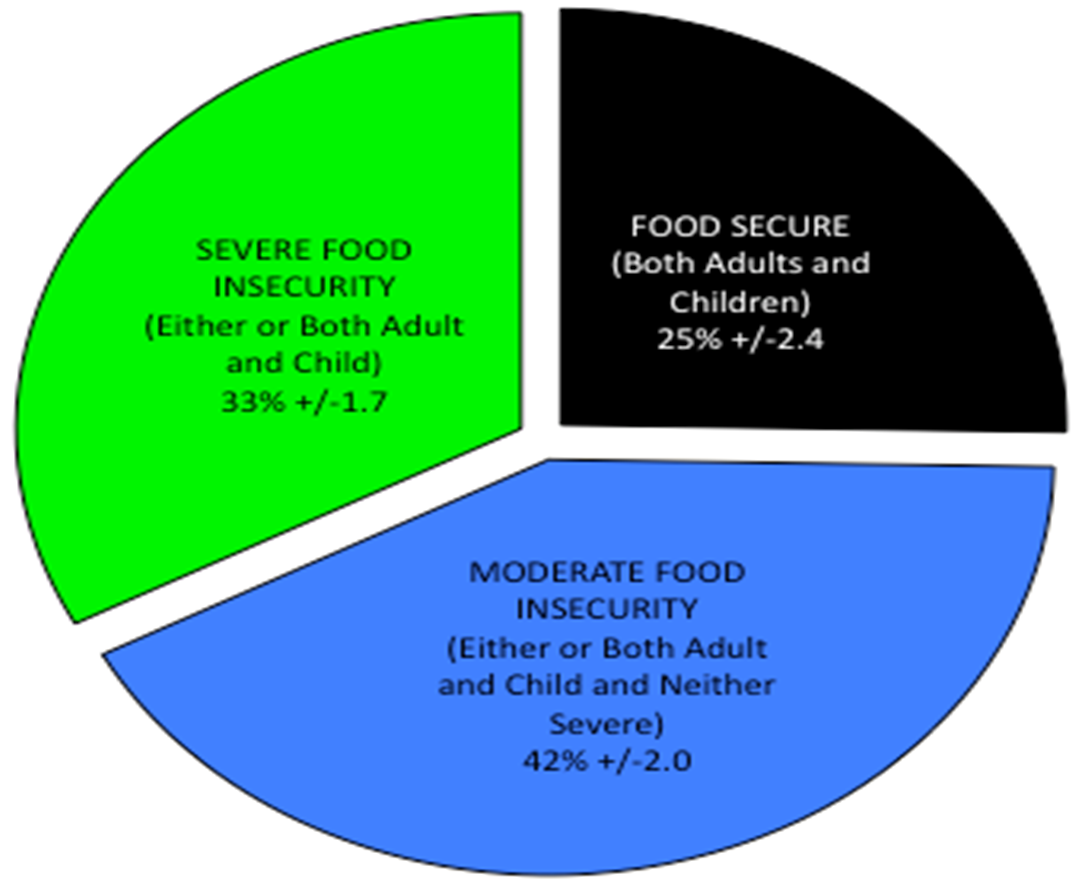 SEVERE FOOD
INSECURITY
(Either or Both Adult
and Child)
33% +/-1.7
FOOD SECURE
(Both Adults and
Children)
25% +/-2.4
MODERATE FOOD
INSECURITY
(Either or Both Adult
and Child and Neither
Severe)
42% +/-2.0